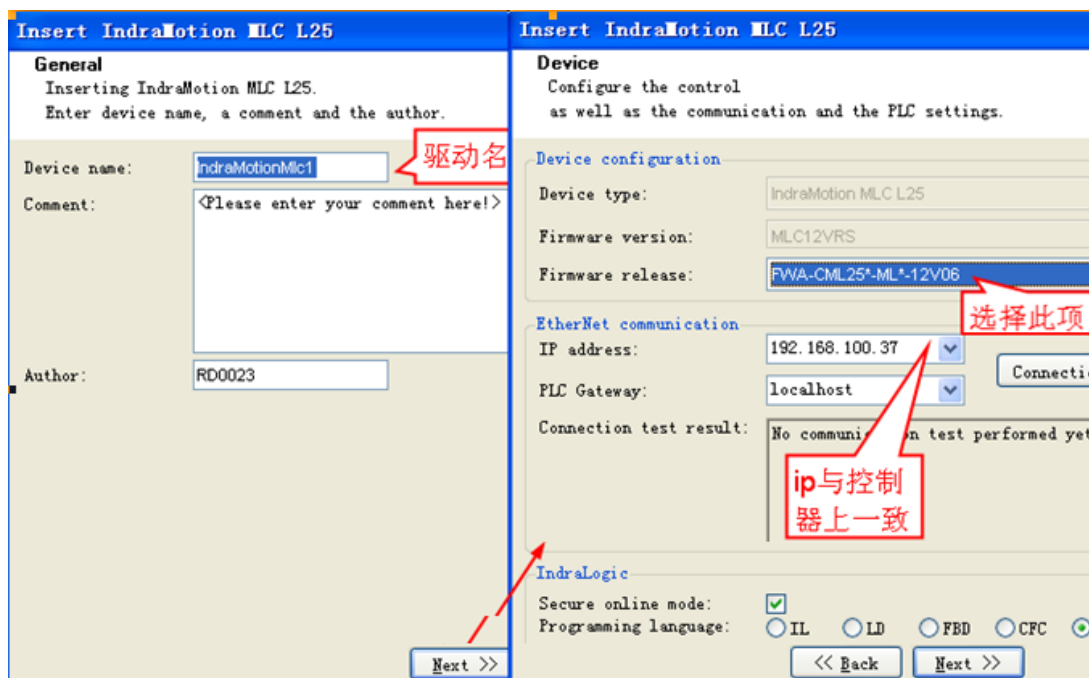 Insert IndraMotion MLC L25
General
Inserting IndraMotion MLC L25.
Enter device name, a comment and the author.
Device name:
IndraMotionMlc1
驱动名
Comment:
<Please enter your comment here!>
Author:
RD0023
Next >>
Insert IndraMotion MLC L25
Device
Configure the control
as well as the communication and the PLC settings.
Device configuration
Device type:
IndraMotion MLC L25
Firmware version:
MLC12VRS
Firmware release:
FWA-CML25*-ML*-12V06
选择此项
EtherNet communication
IP address:
192.168.100.37
PLC Gateway:
localhost
Connection test result:
No test performed yet
ip与控制
器上一致
IndraLogic
Secure online mode:
Programming language:
IL LD FBD CFC
<< Back Next >>